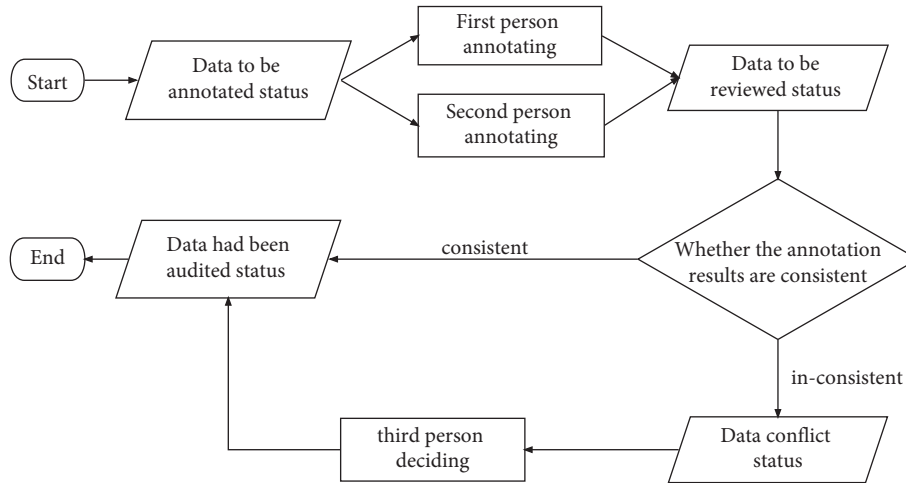 Start
Data to be
annotated status
First person
annotating
Second person
annotating
Data to be
reviewed status
Whether the annotation
results are consistent
consistent
Data had been
audited status
End
in-consistent
Data conflict
status
third person
deciding